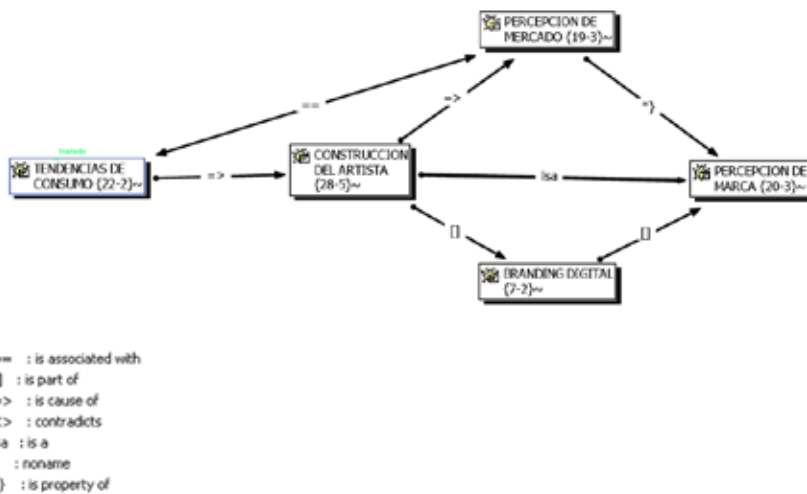 PERCEPCION DE
MERCADO {19-3}~
==
=>
*}
TENDENCIAS DE
CONSUMO {22-2}~
=>
CONSTRUCCION
DEL ARTISTA
{28-5}~
isa
PERCEPCION DE
MARCA {20-3}~
[]
[]
BRANDING DIGITAL
{7-2}~
= : is associated with
] : is part of
> : is cause of
> : contradicts
a : is a
: noname
} : is property of